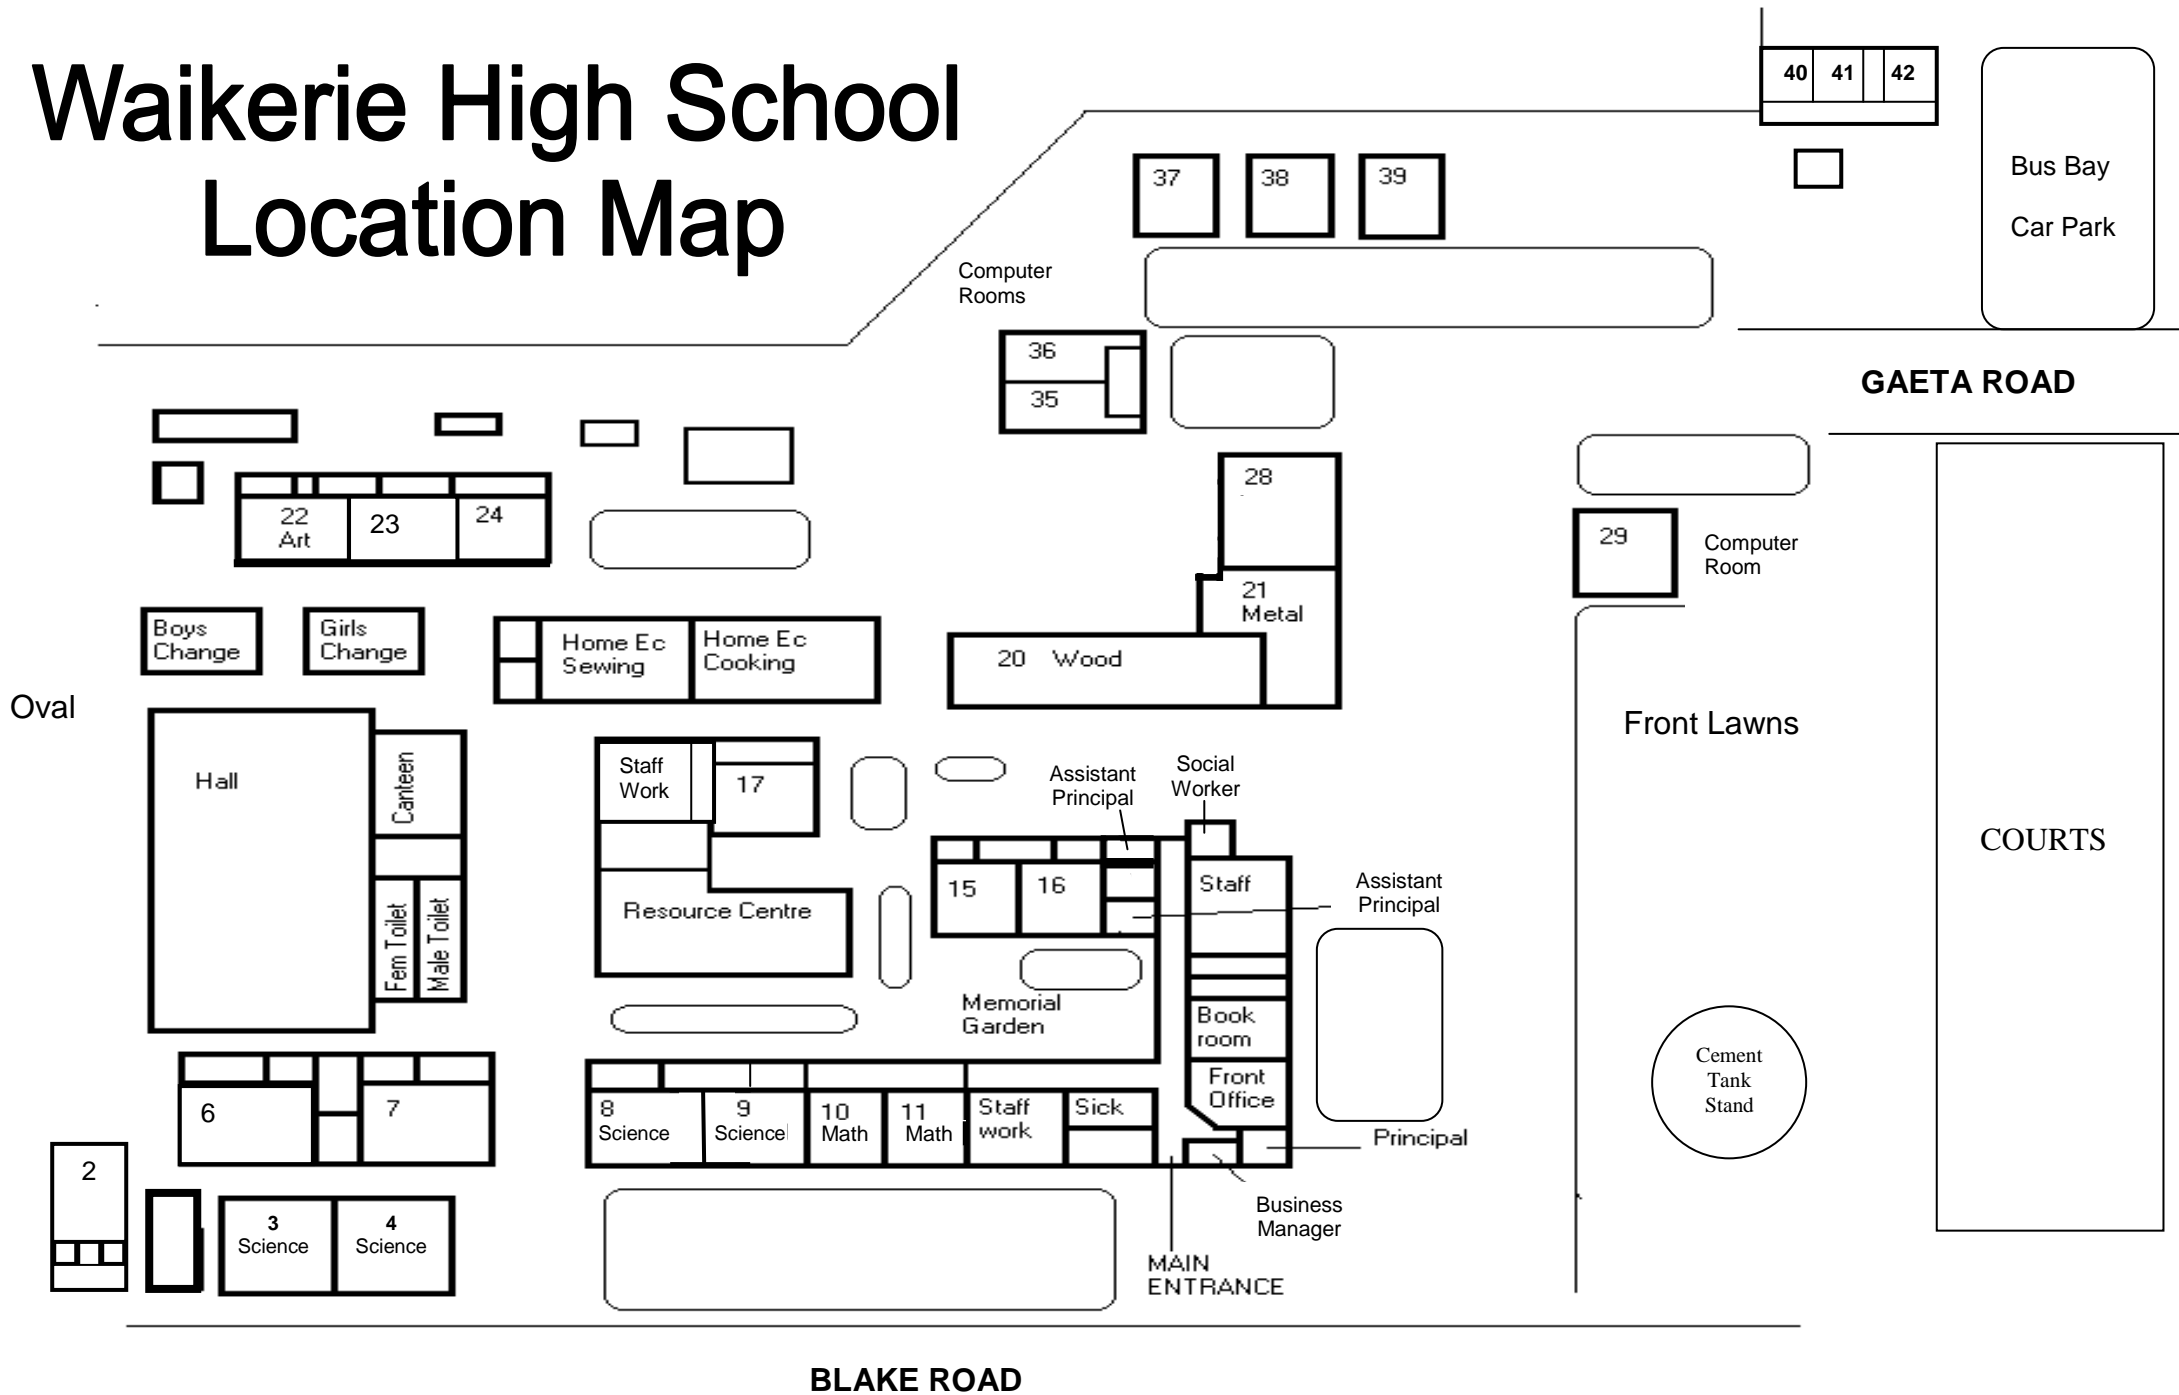 Waikerie High School
Location Map
40 41 42
Bus Bay
Car Park
37 38 39
Computer
Rooms
36
35
GAETA ROAD
28
22
Art
23
24
29
Computer
Room
21
Metal
Boys
Change
Girls
Change
Home Ec
Sewing
Home Ec
Cooking
20 Wood
Oval
Front Lawns
Hall
Canteen
Staff
Work
17
Assistant
Principal
Social
Worker
COURTS
15
16
Staff
Assistant
Principal
Resource Centre
Fem Toilet
Male Toilet
Memorial
Garden
Book
room
Cement
Tank
Stand
Front
Office
6
7
8
Science
9
Science
10
Math
11
Math
Staff
work
Sick
Principal
2
3
Science
4
Science
Business
Manager
MAIN
ENTRANCE
BLAKE ROAD